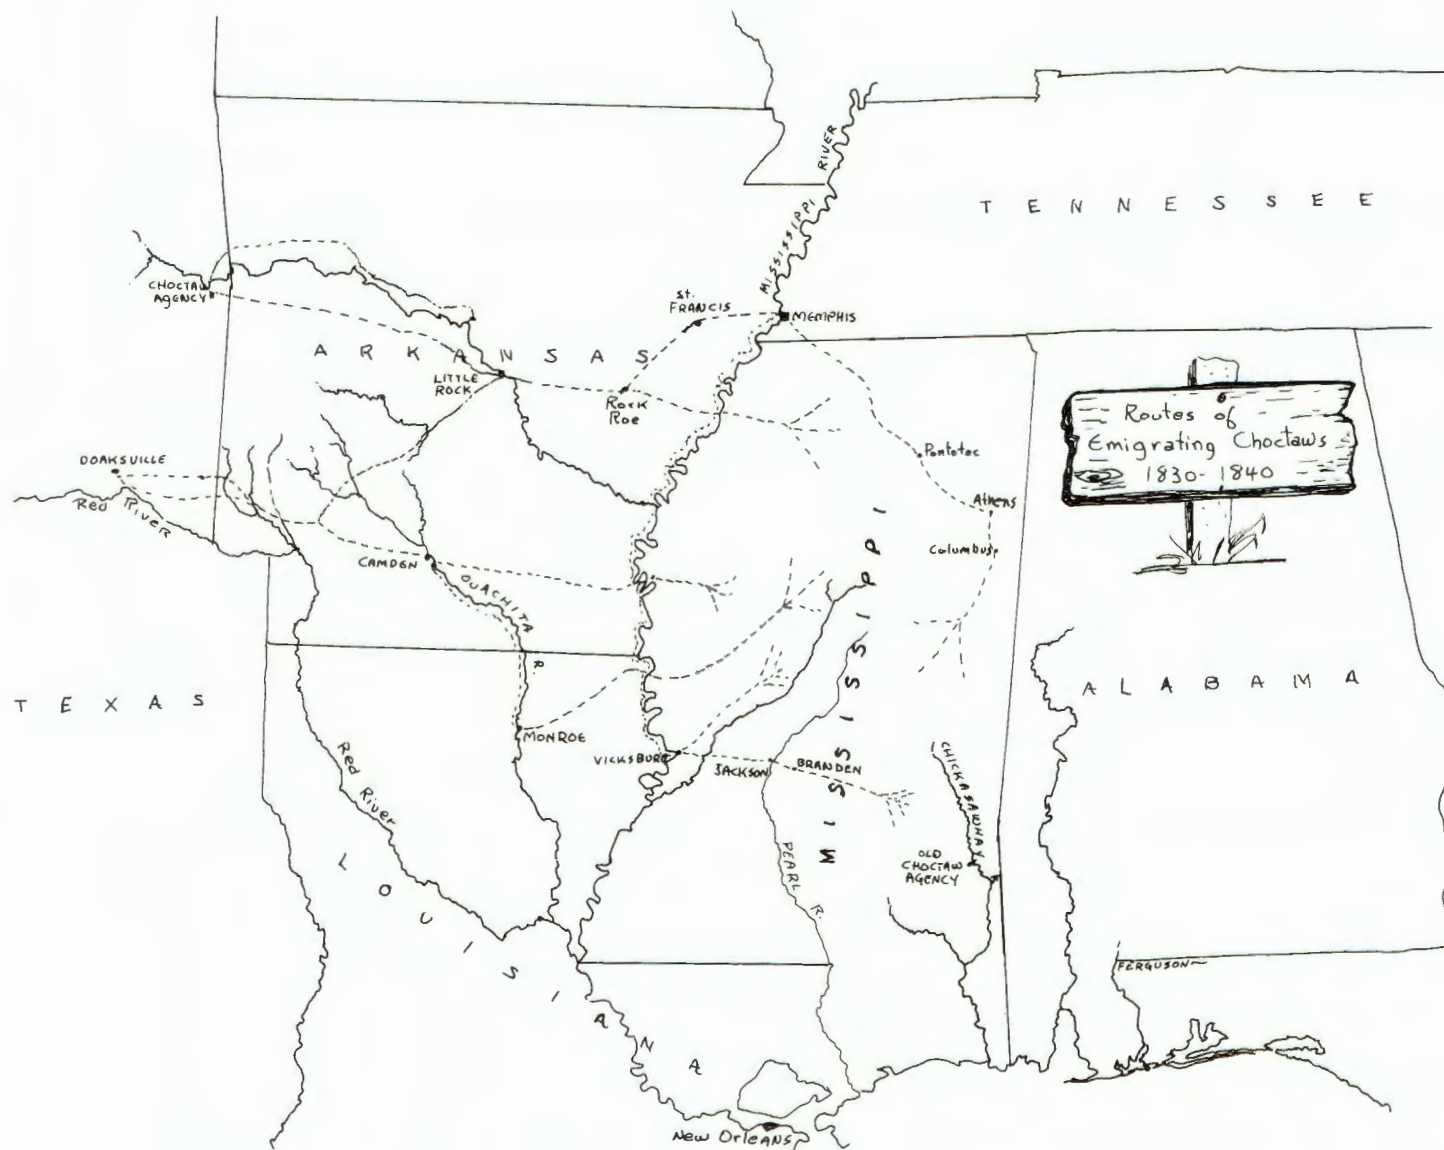 MISSISSIPPI RIVER
TENNESSEE
CHOCTAW
AGENCY
St.
FRANCIS
MEMPHIS
ARKANSAS
LITTLE
ROCK
Rock
Roe
Routes of
Emigrating Choctaws
1830-1840
DOAKSVILLE
Red River
Pontotoc
Athens
Columbus
CAMDEN
OUACHITA R.
MISSISSIPPI
TEXAS
ALABAMA
MONROE
VICKSBURG
JACKSON
BRANDEN
CHICKASAWHAY
Red River
PEARL R.
OLD
CHOCTAW
AGENCY
LOUISIANA
FERGUSON
New Orleans